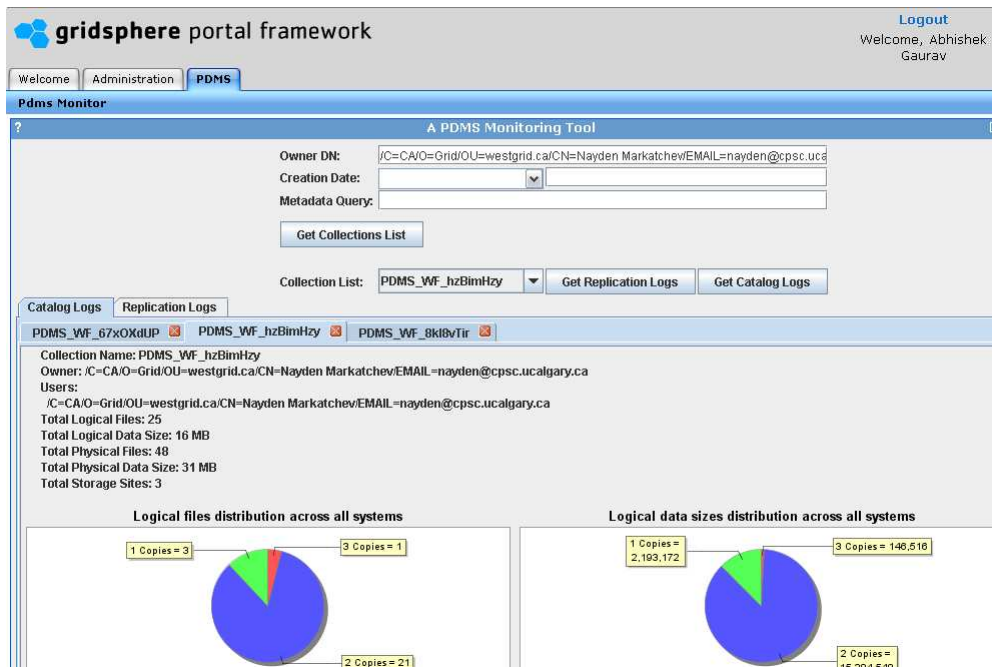 gridsphere portal framework
Logout
Welcome, Abhishek
Gaurav
Welcome
Administration
PDMS
Pdms Monitor
?
A PDMS Monitoring Tool
Owner DN:
/C=CA/O=Grid/OU=westgrid.ca/CN=Nayden Markatchev/EMAIL=nayden@cpsc.uca
Creation Date:
Metadata Query:
Get Collections List
Collection List:
PDMS_WF_hzBimHzy
Get Replication Logs
Get Catalog Logs
Catalog Logs
Replication Logs
PDMS_WF_67xOXdUP
PDMS_WF_hzBimHzy
PDMS_WF_8kl8vTir
Collection Name: PDMS_WF_hzBimHzy
Owner: /C=CA/O=Grid/OU=westgrid.ca/CN=Nayden Markatchev/EMAIL=nayden@cpsc.ucalgary.ca
Users:
/C=CA/O=Grid/OU=westgrid.ca/CN=Nayden Markatchev/EMAIL=nayden@cpsc.ucalgary.ca
Total Logical Files: 25
Total Logical Data Size: 16 MB
Total Physical Files: 48
Total Physical Data Size: 31 MB
Total Storage Sites: 3
Logical files distribution across all systems
1 Copies = 3
3 Copies = 1
2 Copies = 21
Logical data sizes distribution across all systems
1 Copies =
2,193,172
3 Copies = 146,516
2 Copies =